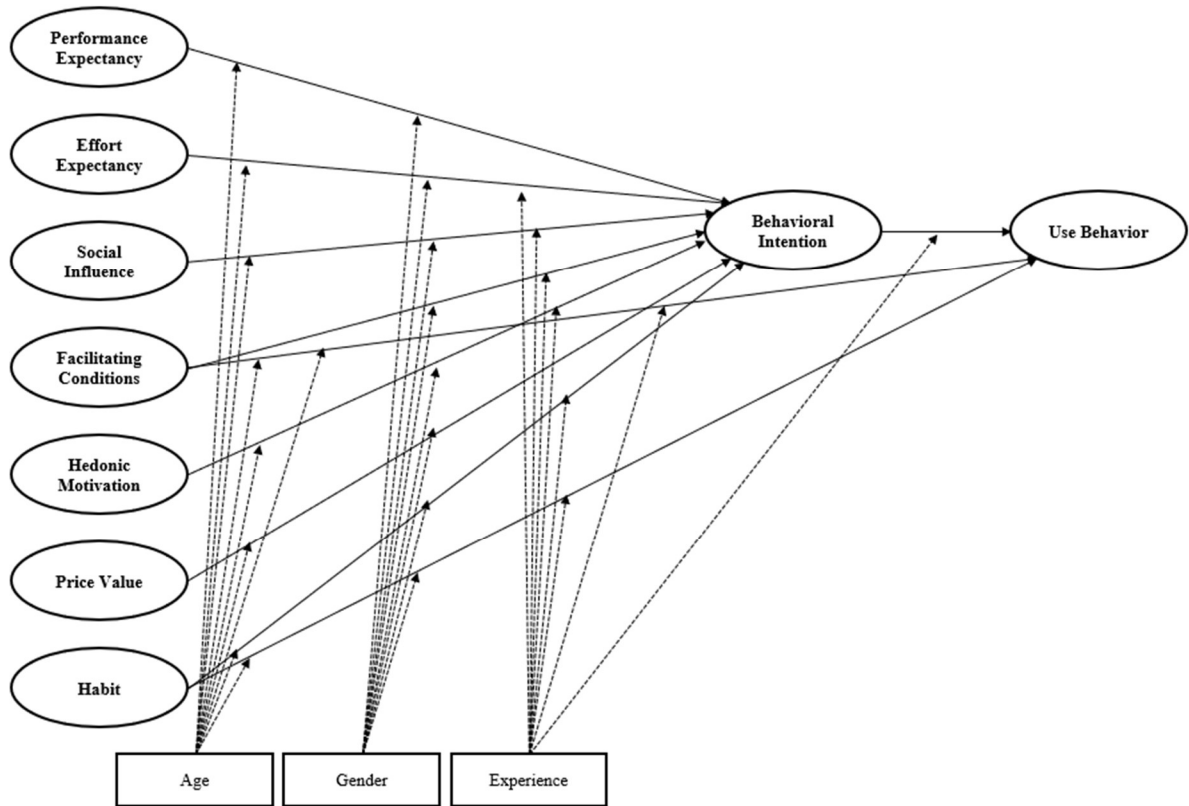 Performance
Expectancy
Effort
Expectancy
Social
Influence
Facilitating
Conditions
Hedonic
Motivation
Price Value
Habit
Behavioral
Intention
Use Behavior
Age
Gender
Experience